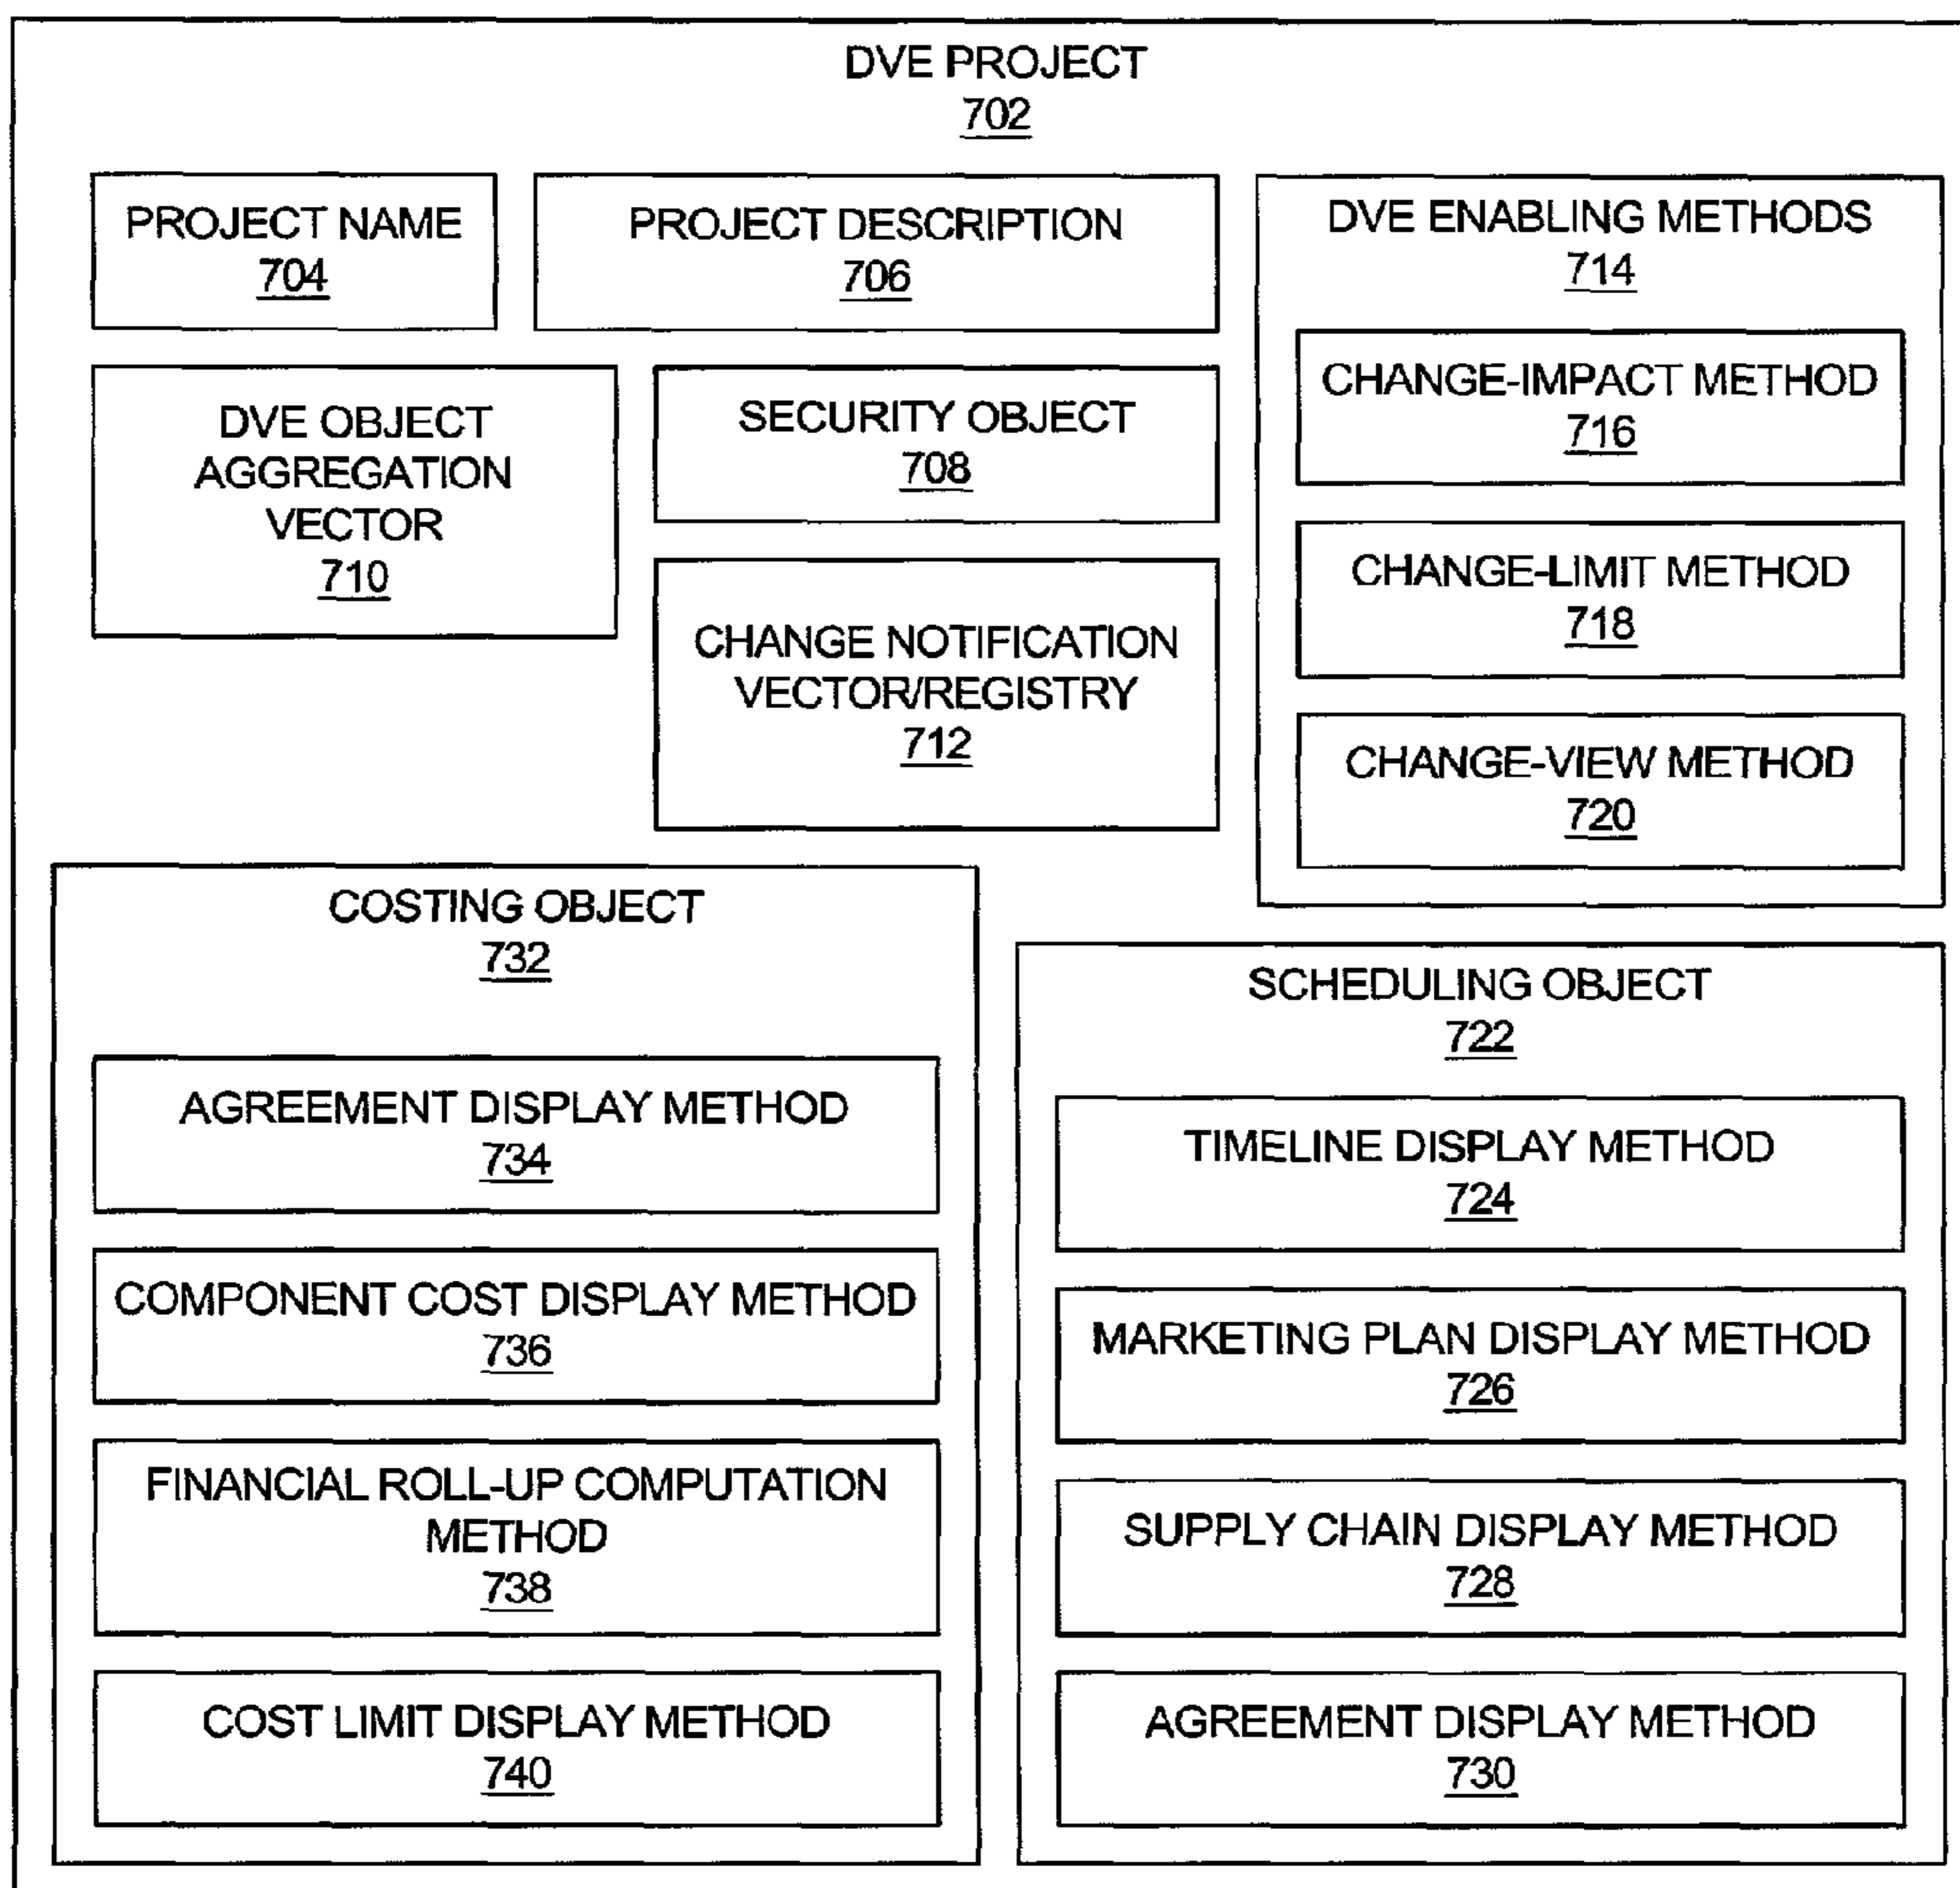 DVE PROJECT
702
PROJECT NAME
704
PROJECT DESCRIPTION
706
DVE OBJECT
AGGREGATION
VECTOR
710
SECURITY OBJECT
708
CHANGE NOTIFICATION
VECTOR/REGISTRY
712
DVE ENABLING METHODS
714
CHANGE-IMPACT METHOD
716
CHANGE-LIMIT METHOD
718
CHANGE-VIEW METHOD
720
COSTING OBJECT
732
AGREEMENT DISPLAY METHOD
734
COMPONENT COST DISPLAY METHOD
736
FINANCIAL ROLL-UP COMPUTATION
METHOD
738
COST LIMIT DISPLAY METHOD
740
SCHEDULING OBJECT
722
TIMELINE DISPLAY METHOD
724
MARKETING PLAN DISPLAY METHOD
726
SUPPLY CHAIN DISPLAY METHOD
728
AGREEMENT DISPLAY METHOD
730